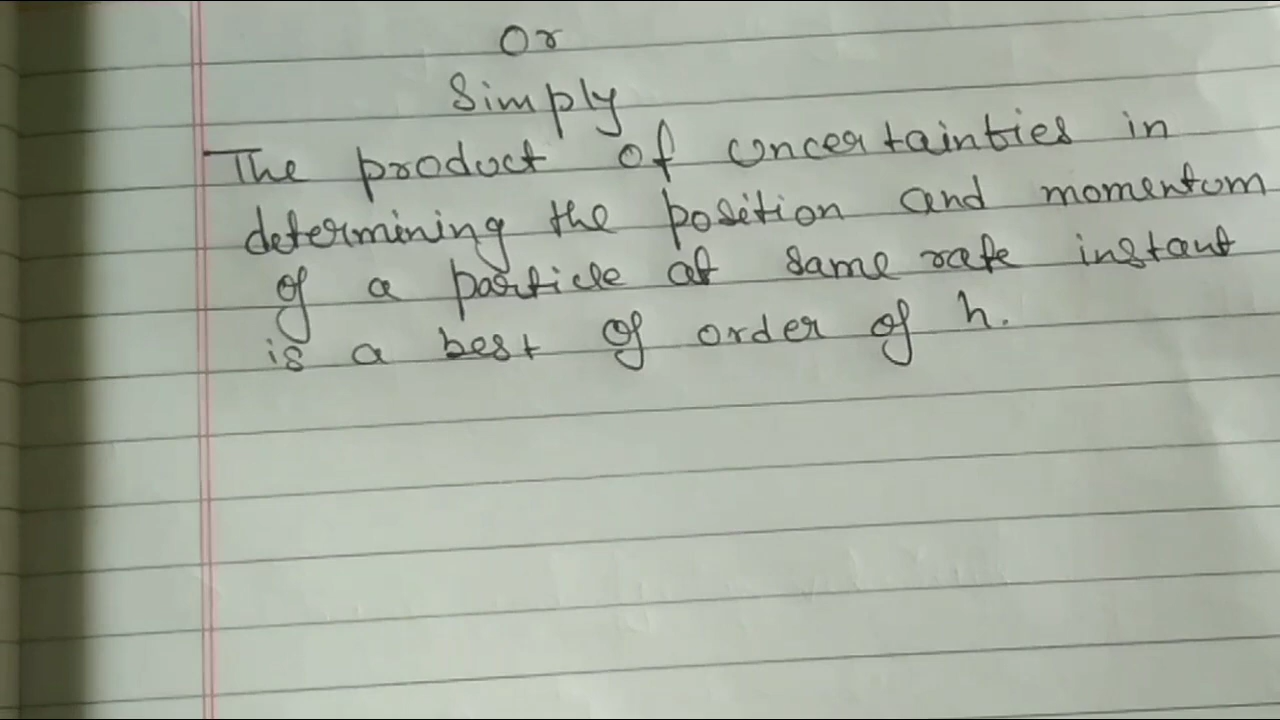 Or
Simply
The product of uncertainties in
determining the position and momentum
of a particle at same rate instant
is a best of order of h.